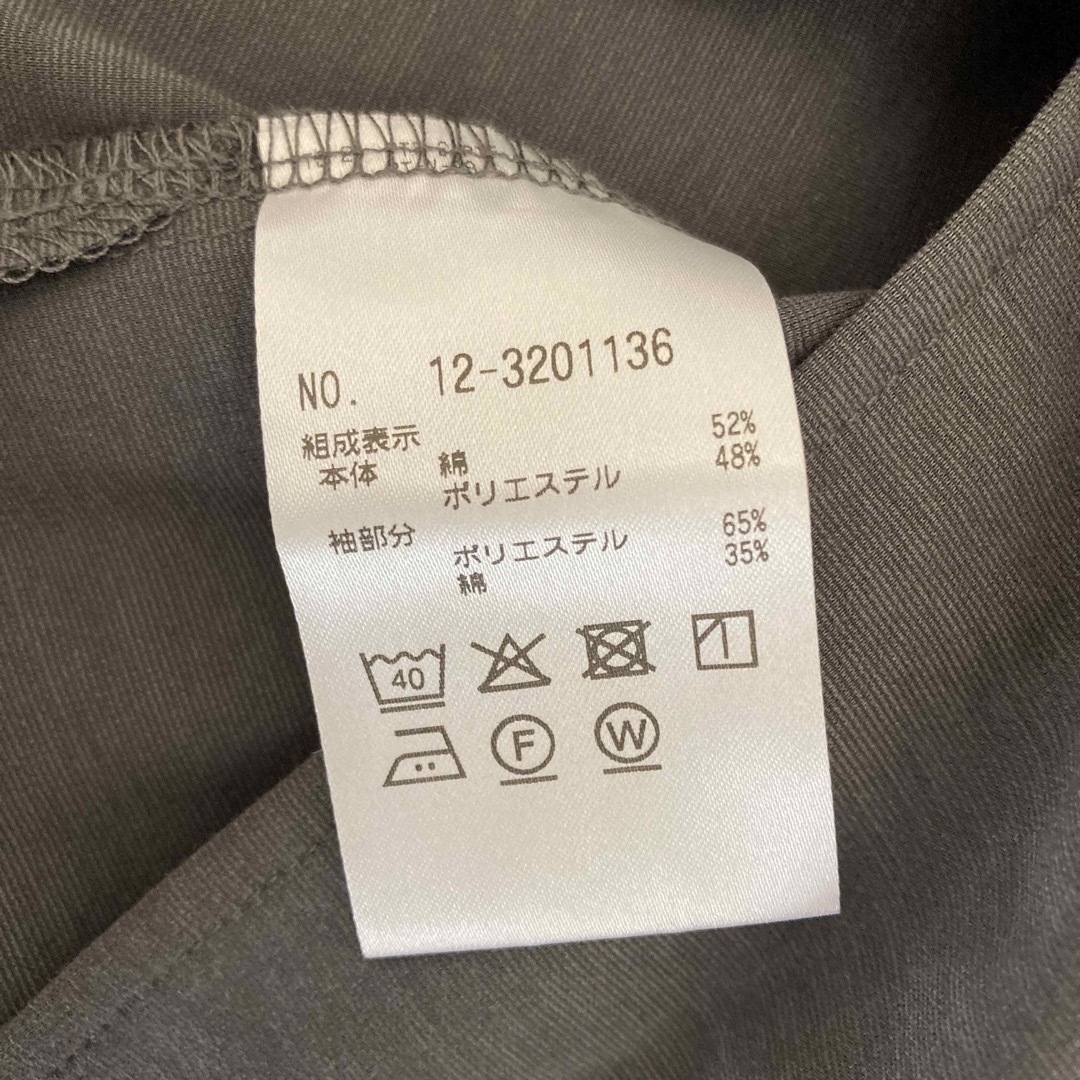 NO. 12-3201136
組成表示
本体 綿 52%
ポリエステル 48%
袖部分 ポリエステル 65%
綿 35%
40
F W